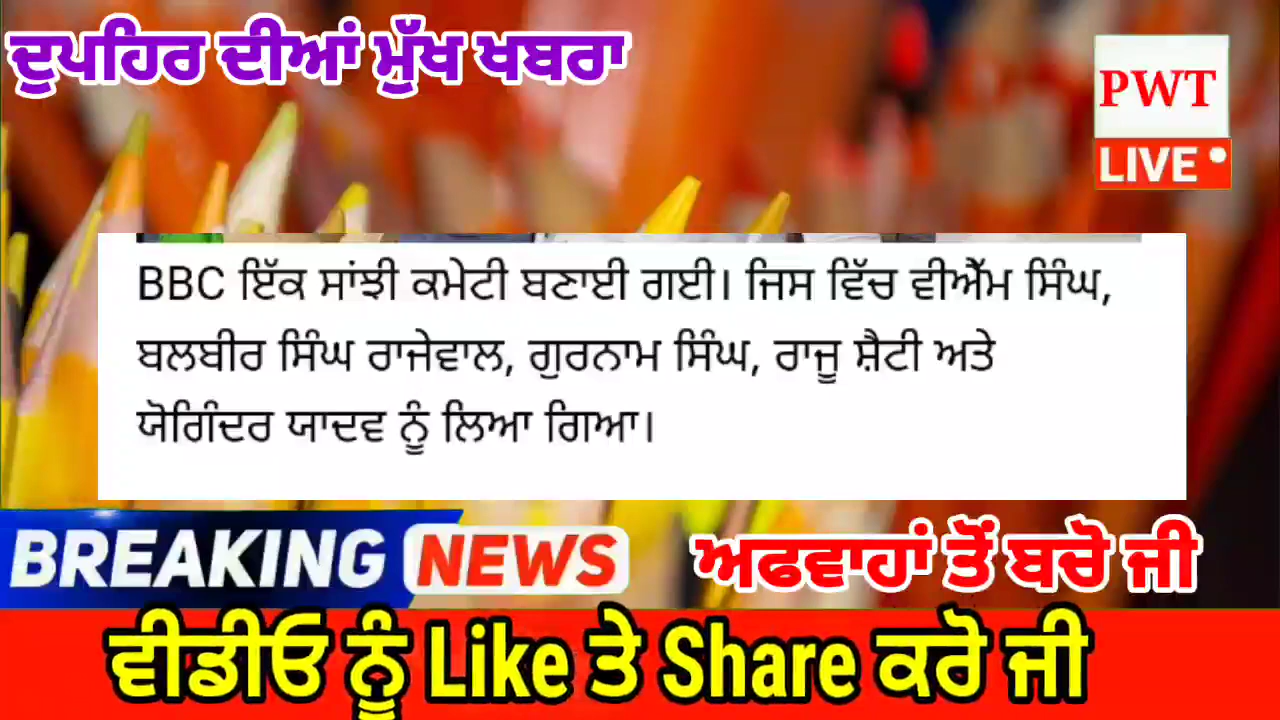 ਦੁਪਹਿਰ ਦੀਆਂ ਮੁੱਖ ਖਬਰਾ
PWT
LIVE
BBC ਇੱਕ ਸਾਂਝੀ ਕਮੇਟੀ ਬਣਾਈ ਗਈ। ਜਿਸ ਵਿੱਚ ਵੀਐੱਮ ਸਿੰਘ,
ਬਲਬੀਰ ਸਿੰਘ ਰਾਜੇਵਾਲ, ਗੁਰਨਾਮ ਸਿੰਘ, ਰਾਜੂ ਸ਼ੈਟੀ ਅਤੇ
ਯੋਗਿੰਦਰ ਯਾਦਵ ਨੂੰ ਲਿਆ ਗਿਆ।
BREAKING NEWS
ਅਫਵਾਹਾਂ ਤੋਂ ਬਚੋ ਜੀ
ਵੀਡੀਓ ਨੂੰ Like ਤੇ Share ਕਰੋ ਜੀ